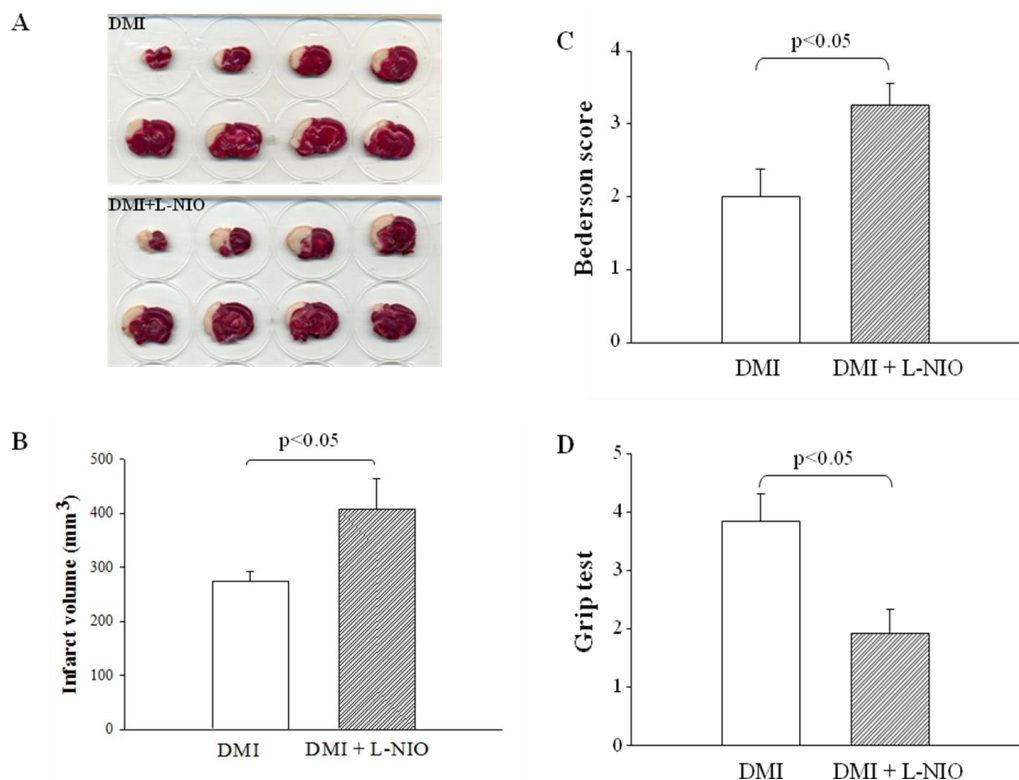 A
DMI
DMI+L-NIO
B
Infarct volume (mm3)
500
400
300
200
100
0
p<0.05
DMI
DMI + L-NIO
C
Bederson score
4
3
2
1
0
p<0.05
DMI
DMI + L-NIO
D
Grip test
5
4
3
2
1
0
p<0.05
DMI
DMI + L-NIO